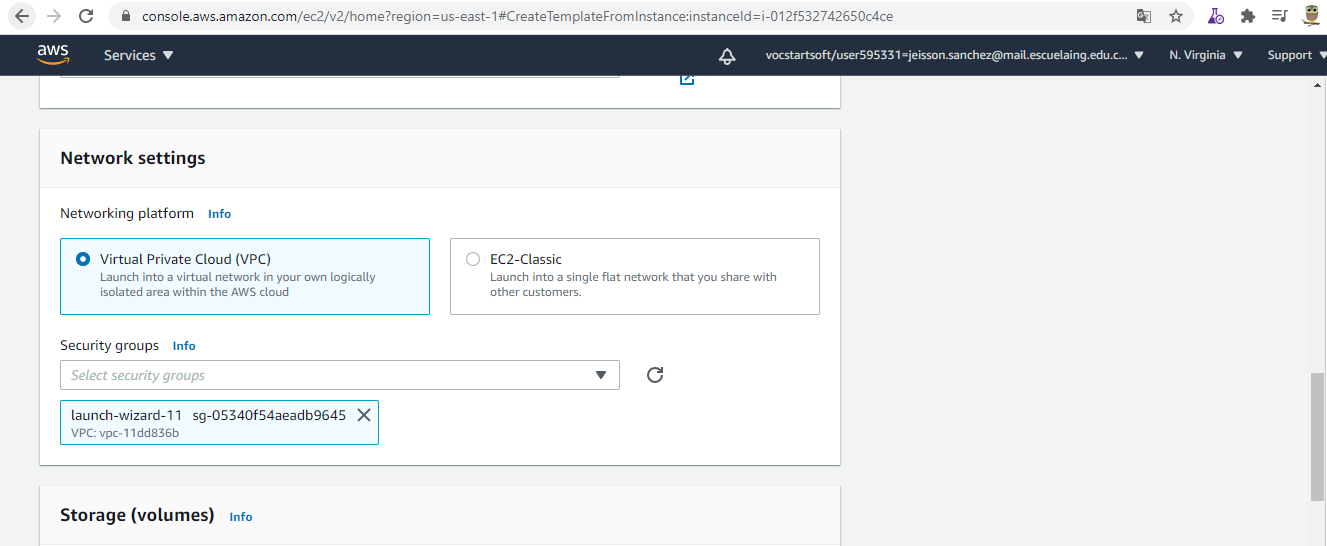 console.aws.amazon.com/ec2/v2/home?region=us-east-1#CreateTemplateFromInstance:instanceId=i-012f532742650c4ce
aws
Services
vocstartsoft/user595331=jeisson.sanchez@mail.escuelaing.edu.c...
N. Virginia
Support
Network settings
Networking platform Info
Virtual Private Cloud (VPC)
Launch into a virtual network in your own logically
isolated area within the AWS cloud
EC2-Classic
Launch into a single flat network that you share with
other customers.
Security groups Info
Select security groups
launch-wizard-11 sg-05340f54aeadb9645
VPC: vpc-11dd836b
Storage (volumes) Info